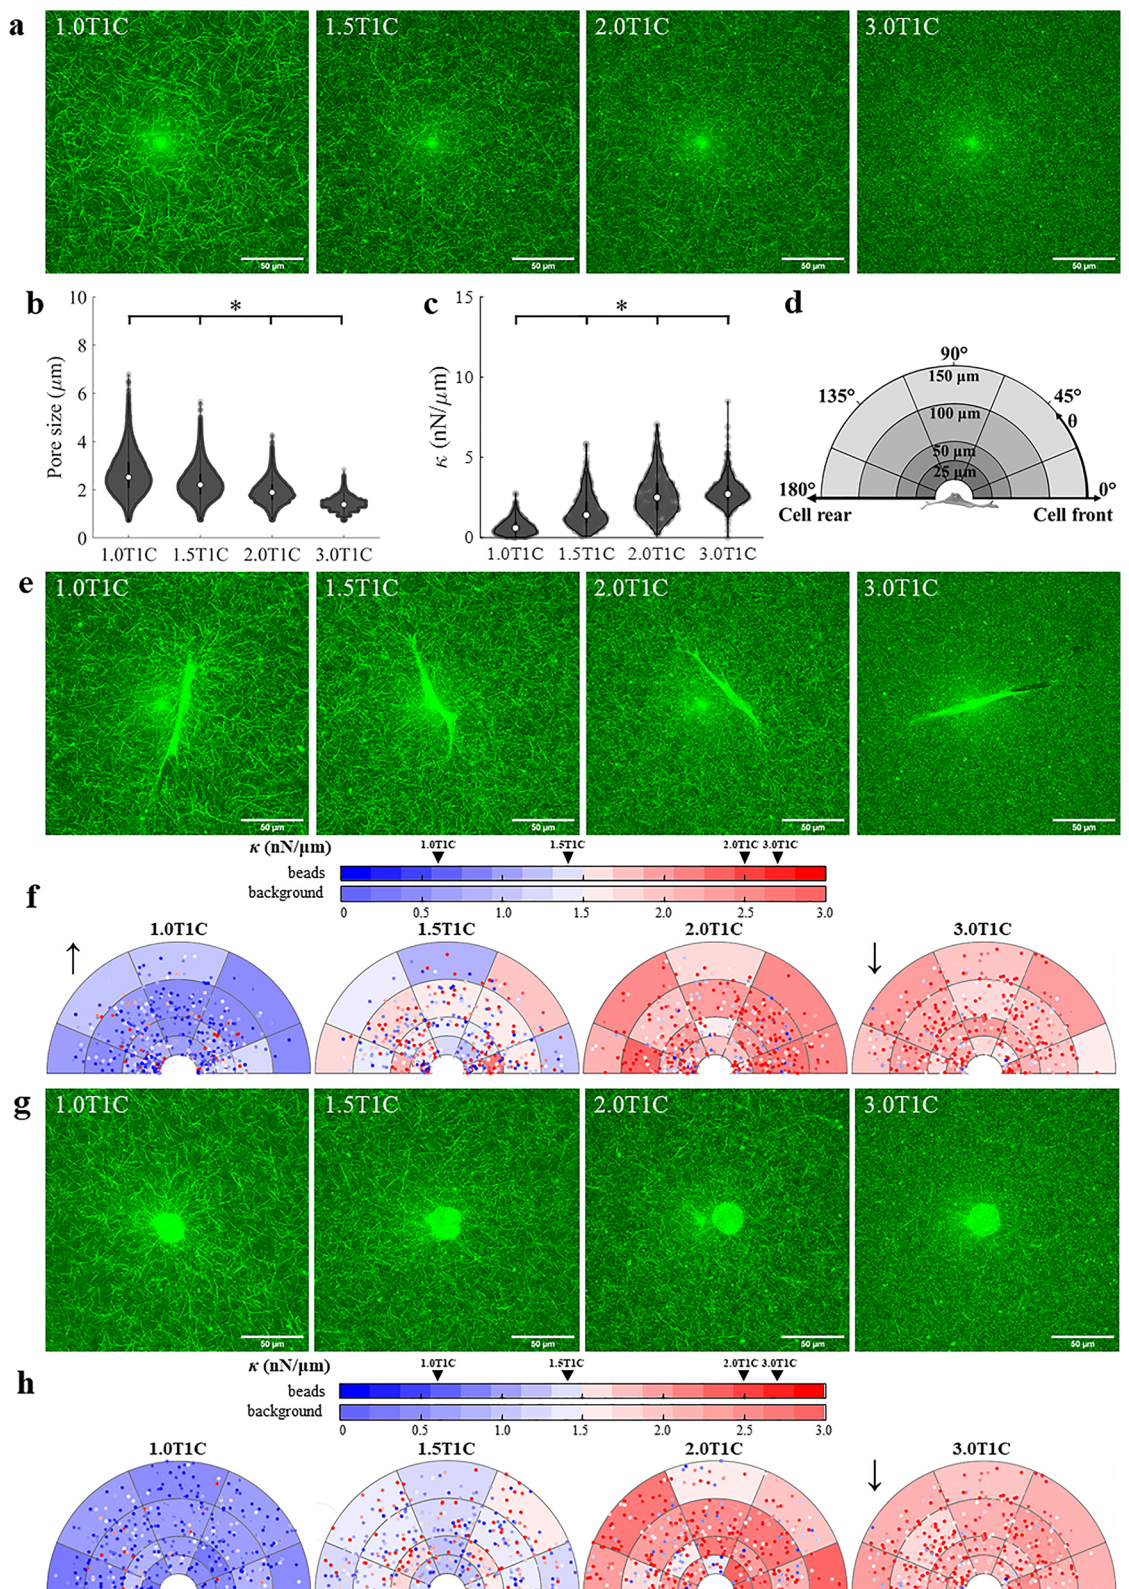 a
1.0T1C 1.5T1C 2.0T1C 3.0T1C
50 µm 50 µm 50 µm 50 µm
b
Pore size (µm)
10
8
6
4
2
0
1.0T1C 1.5T1C 2.0T1C 3.0T1C
*
c
κ (nN/µm)
15
10
5
0
1.0T1C 1.5T1C 2.0T1C 3.0T1C
*
d
90°
135° 45°
θ
150 µm
100 µm
50 µm
25 µm
180° 0°
Cell rear Cell front
e
1.0T1C 1.5T1C 2.0T1C 3.0T1C
50 µm 50 µm 50 µm 50 µm
κ (nN/µm) 1.0T1C 1.5T1C 2.0T1C 3.0T1C
beads
background
0 0.5 1.0 1.5 2.0 2.5 3.0
f
1.0T1C 1.5T1C 2.0T1C 3.0T1C
↑ ↓
g
1.0T1C 1.5T1C 2.0T1C 3.0T1C
50 µm 50 µm 50 µm 50 µm
κ (nN/µm) 1.0T1C 1.5T1C 2.0T1C 3.0T1C
beads
background
0 0.5 1.0 1.5 2.0 2.5 3.0
h
1.0T1C 1.5T1C 2.0T1C 3.0T1C
↓